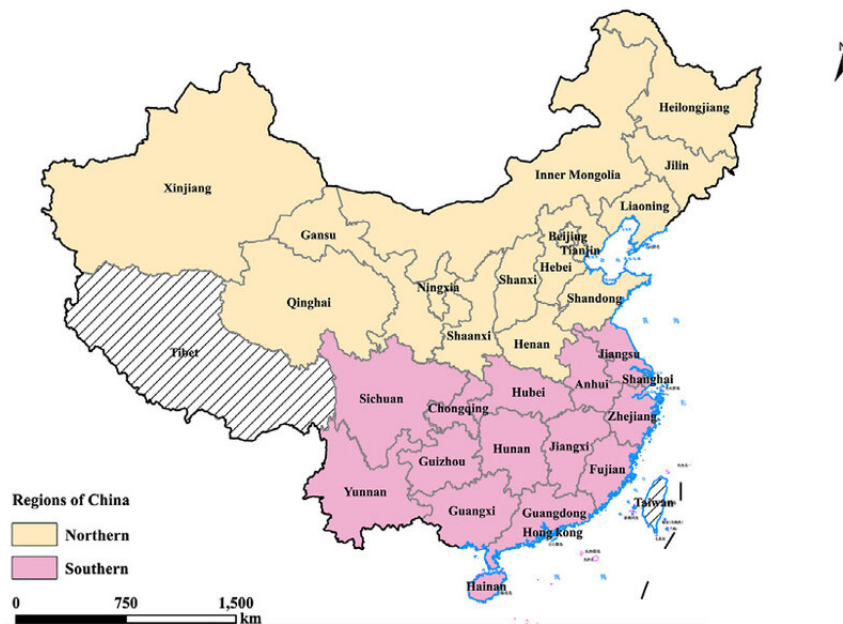 N
Heilongjiang
Jilin
Xinjiang
Inner Mongolia
Liaoning
Gansu
Beijing
Tianjin
Hebei
Ningxia
Shanxi
Qinghai
Shandong
Shaanxi
Henan
Tibet
Jiangsu
Shanghai
Anhui
Hubei
Sichuan
Chongqing
Zhejiang
Hunan
Jiangxi
Guizhou
Fujian
Yunnan
Guangxi
Guangdong
Taiwan
Hong kong
Hainan
Regions of China
Northern
Southern
0 750 1,500
km